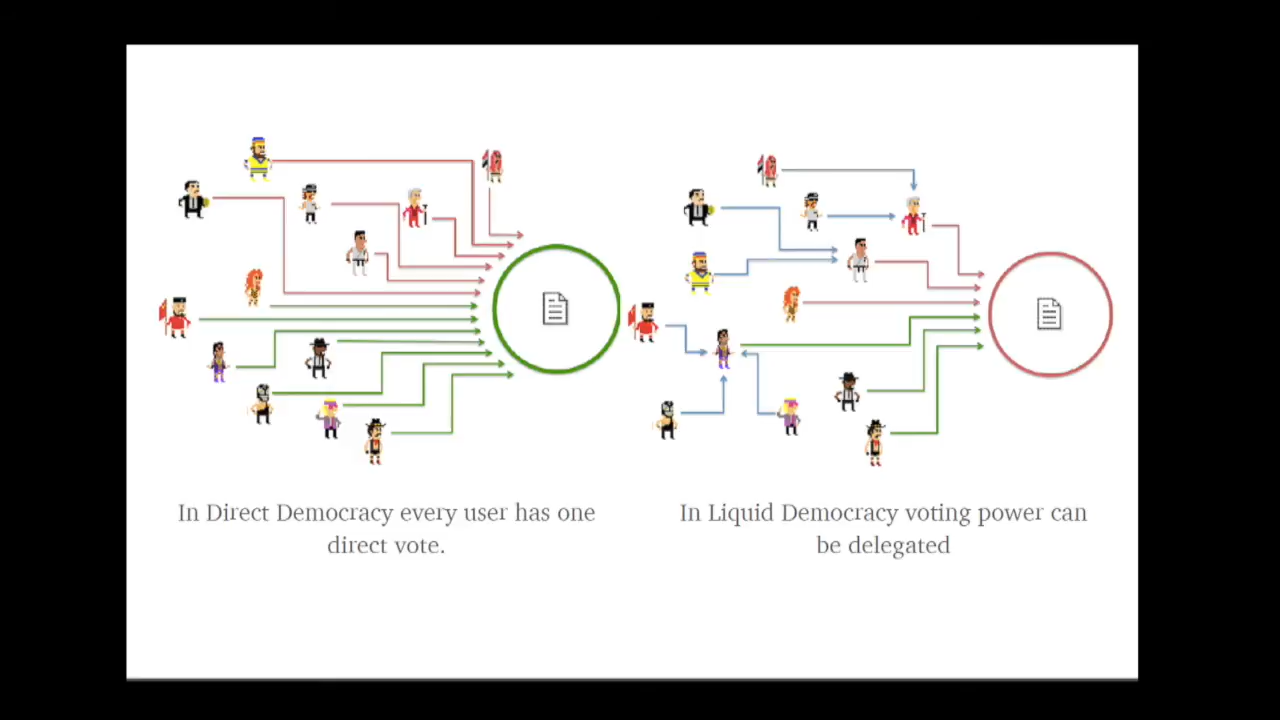 In Direct Democracy every user has one
direct vote.
In Liquid Democracy voting power can
be delegated